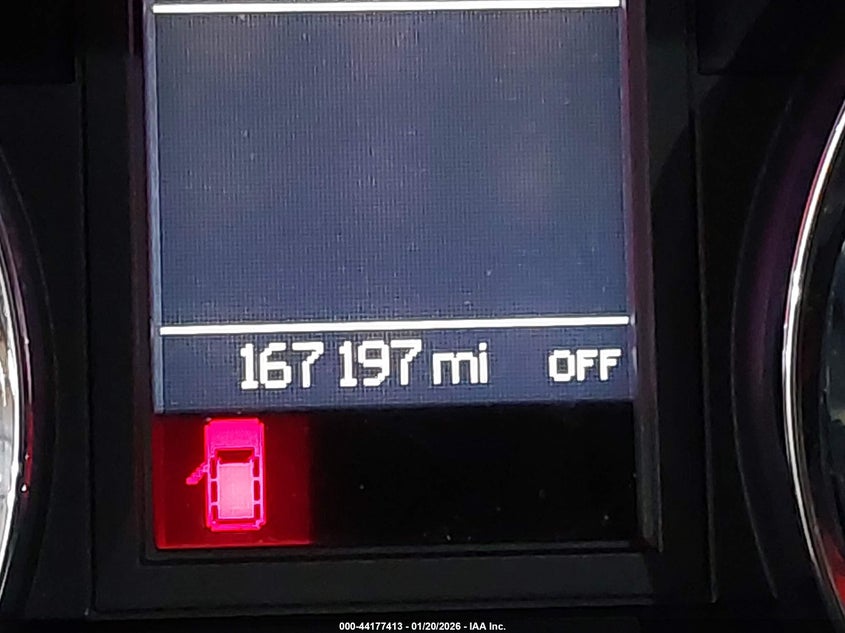 167 197 mi OFF
000-44177413 - 01/20/2026 - IAA Inc.